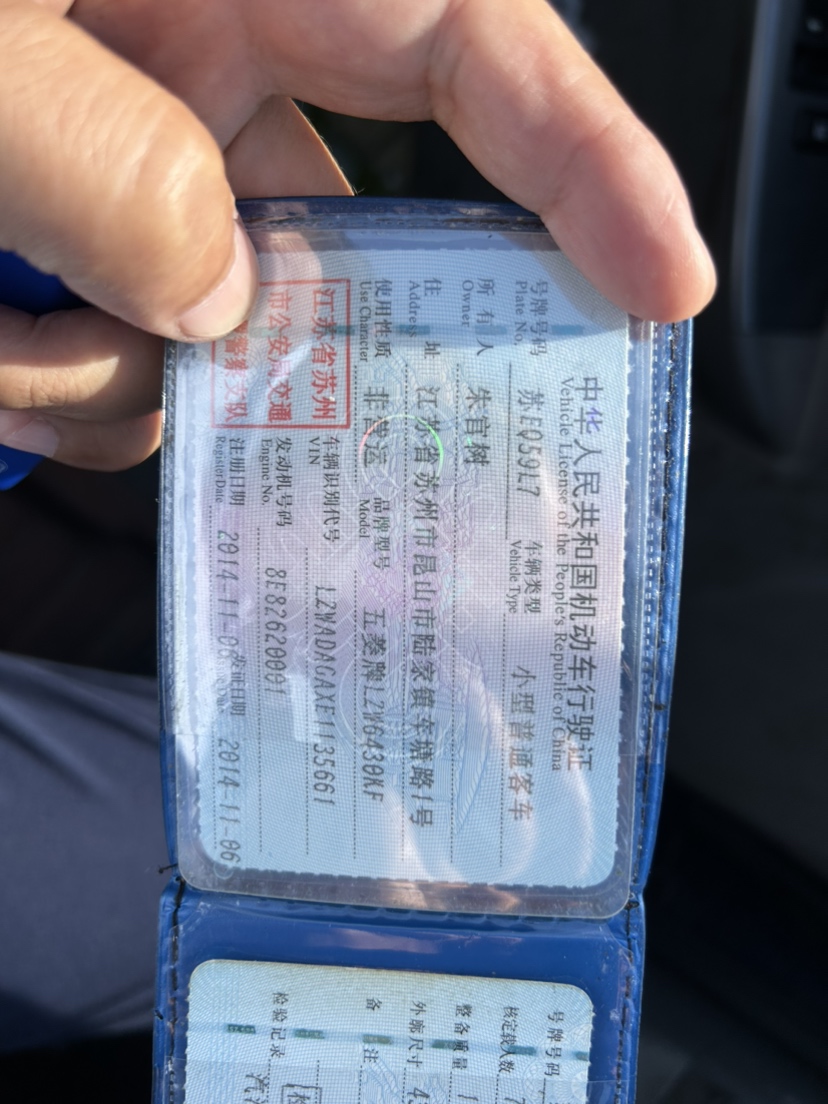 中华人民共和国机动车行驶证
Vehicle License of the People's Republic of China
号牌号码 苏FQ59L7 车辆类型 小型普通客车
Plate No. Vehicle Type
所有人 朱官树
Owner
住址 江苏省苏州市昆山市陆家镇车塘路1号
Address
使用性质 非营运 品牌型号 五菱牌LZW6430KF
Use Character Model
江苏省苏州
市公安局交通
警察支队
车辆识别代号 LZWADAGAXE1135661
VIN
发动机号码 8E82620001
Engine No.
注册日期 2014-11-06 发证日期 2014-11-06
Register Date
号牌号码
核定载人数 7
整备质量 1
外廓尺寸 43
备注
检验记录